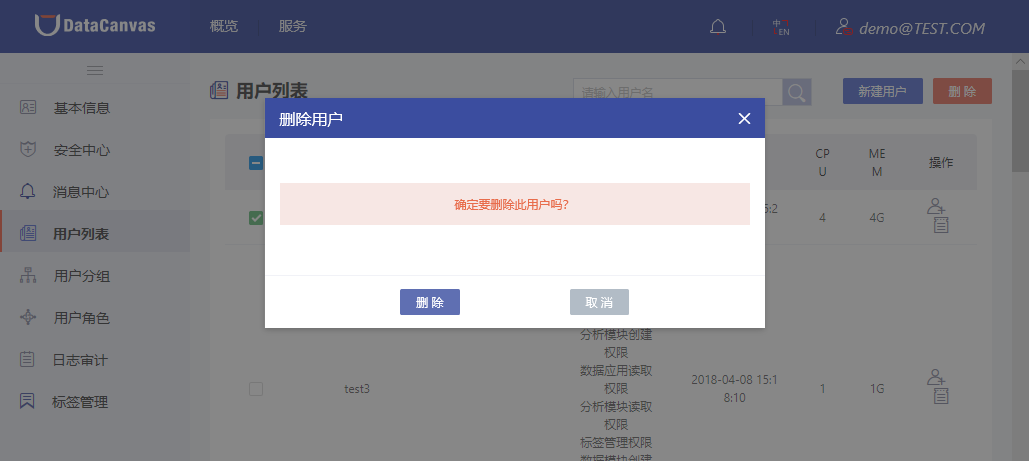 DataCanvas
概览
服务
中
EN
demo@TEST.COM
基本信息
安全中心
消息中心
用户列表
用户分组
用户角色
日志审计
标签管理
用户列表
请输入用户名
新建用户
删 除
删除用户
确定要删除此用户吗?
删 除
取 消
CP
U
ME
M
操作
5:2
4
4G
分析模块创建
权限
数据应用读取
权限
分析模块读取
权限
标签管理权限
数据模块创建
test3
2018-04-08 15:1
8:10
1
1G